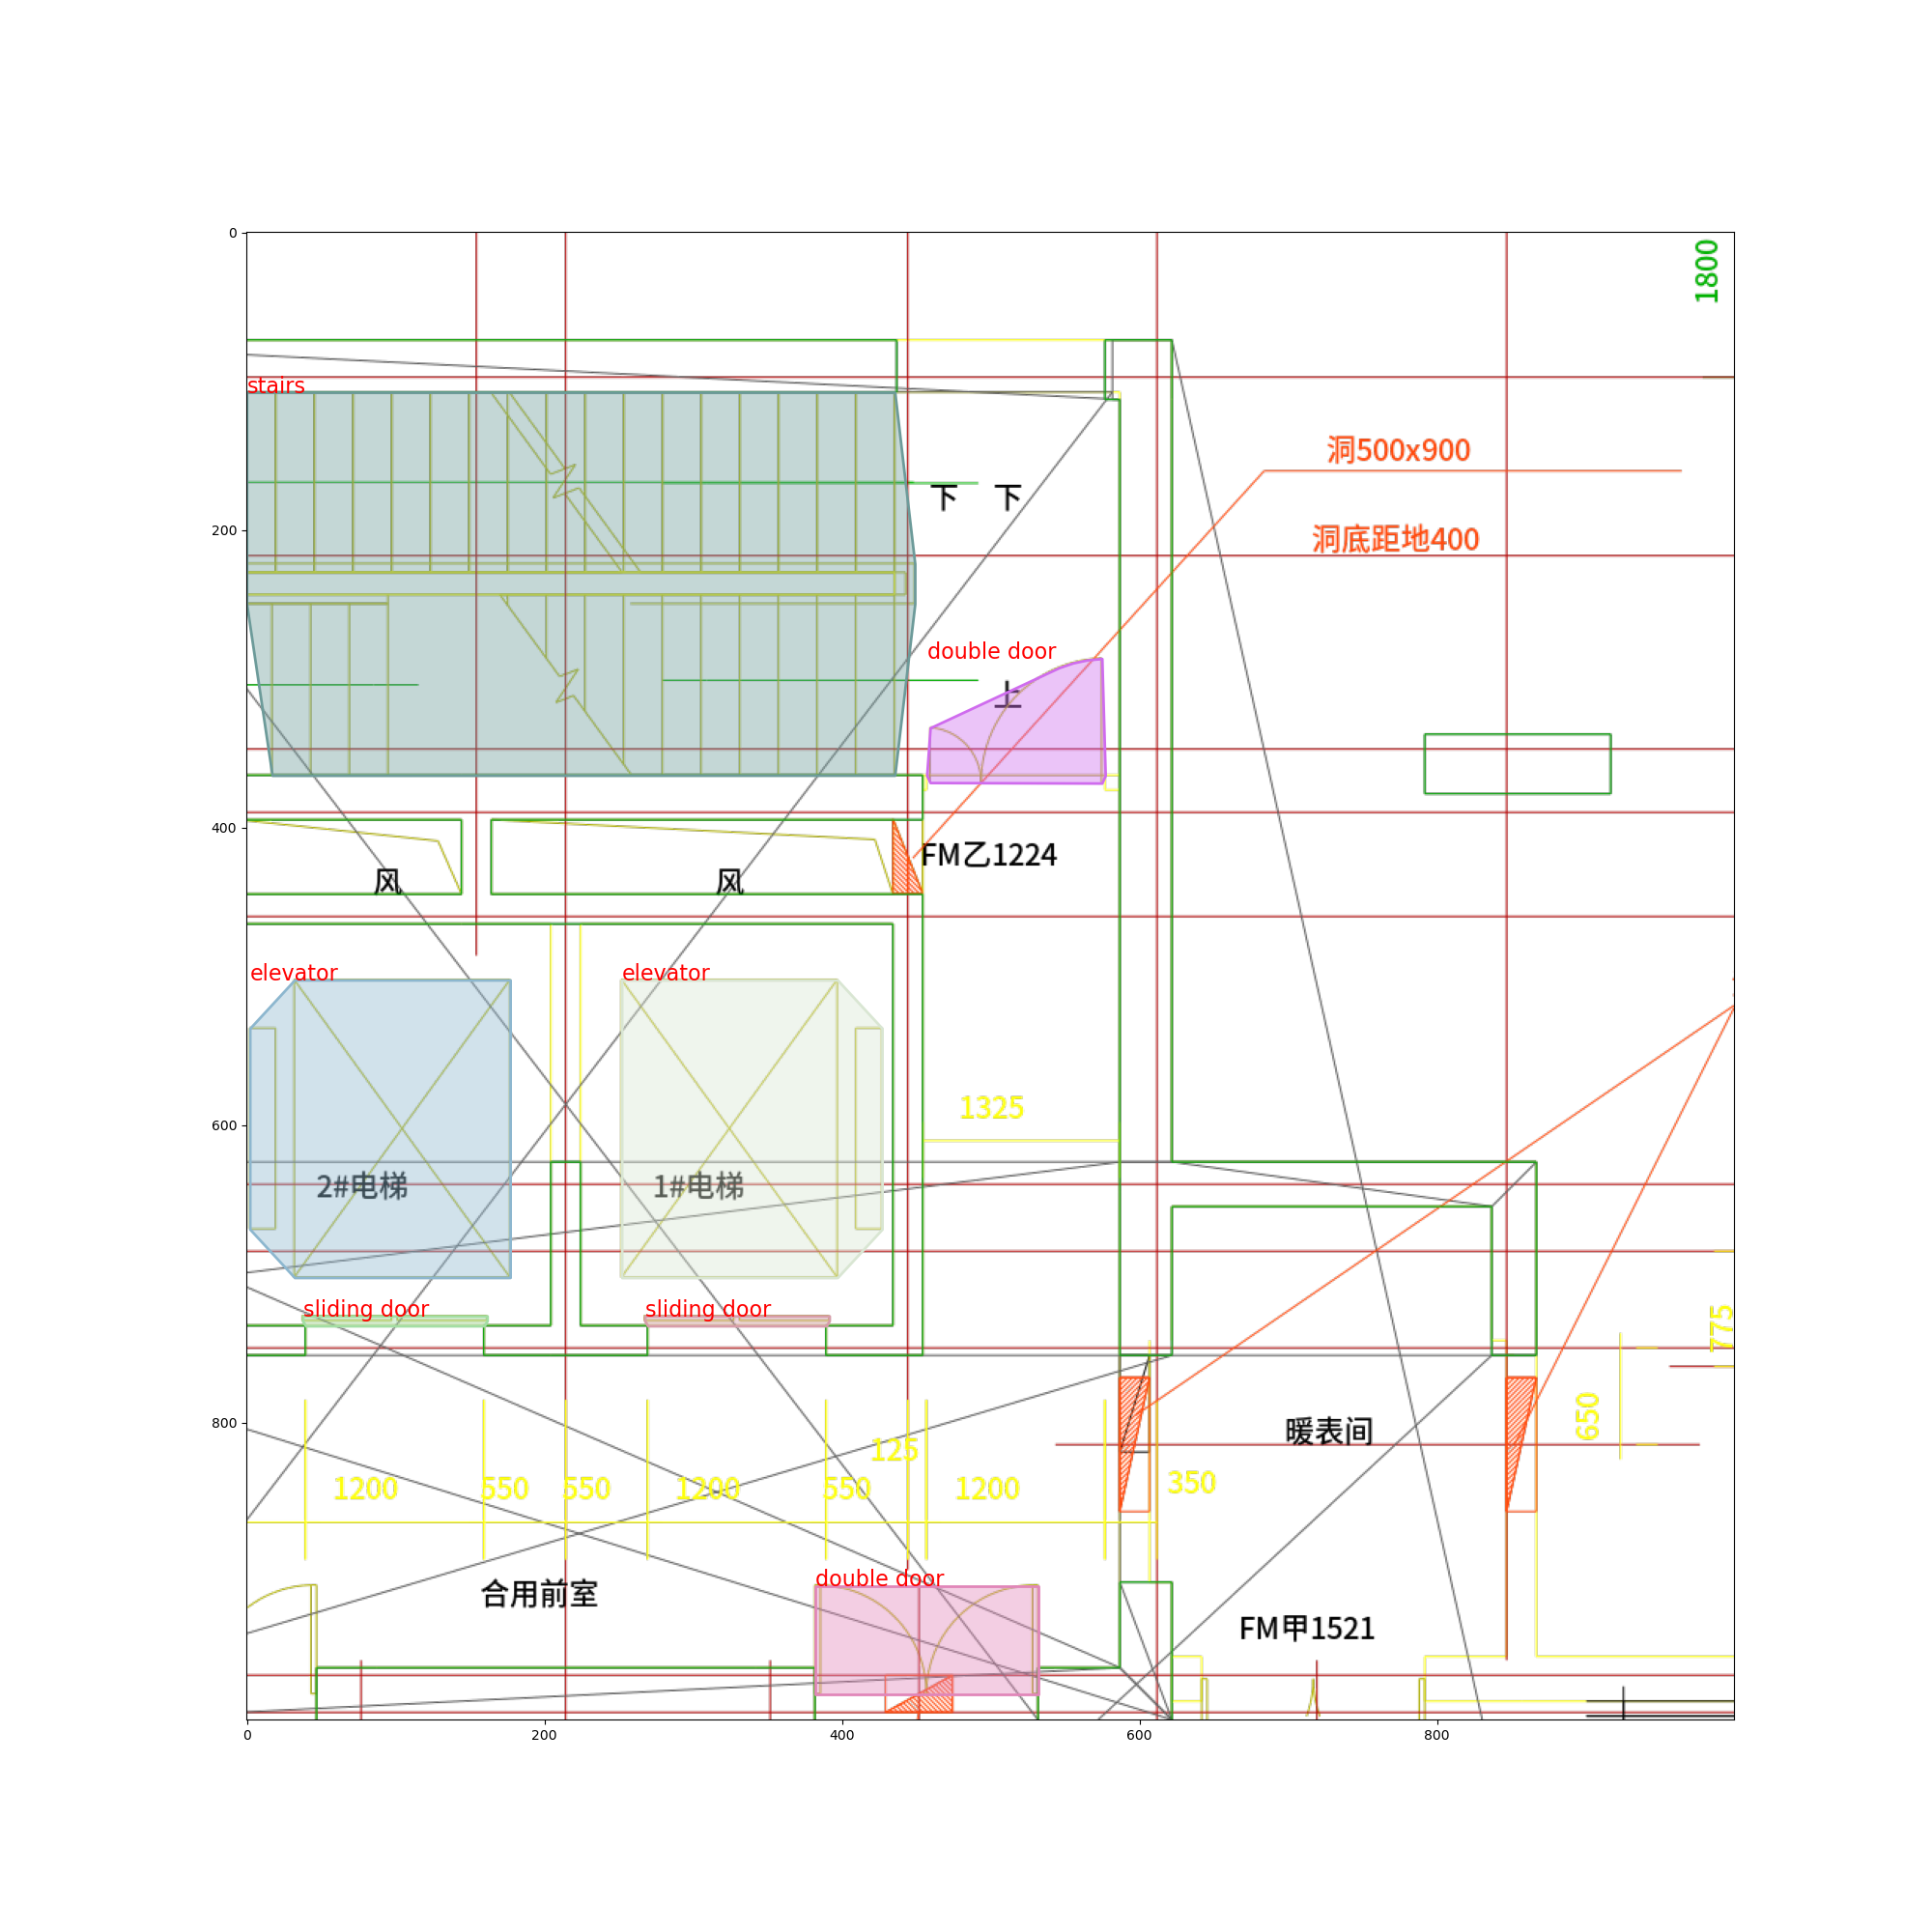 0
1800
stairs
洞500x900
下 下
200
洞底距地400
double door
上
400
FM乙1224
风 风
elevator elevator
1325
600
2#电梯 1#电梯
sliding door sliding door
775
650
800
暖表间
125
1200 550 550 1200 550 1200 350
double door
合用前室
FM甲1521
0 200 400 600 800